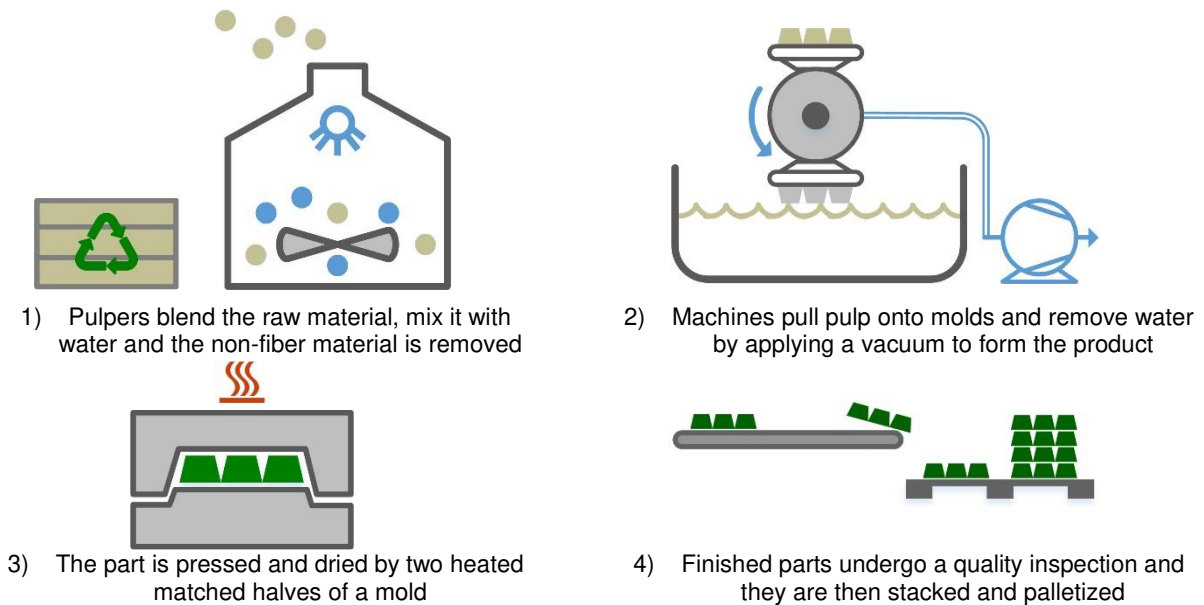 1) Pulpers blend the raw material, mix it with
water and the non-fiber material is removed
2) Machines pull pulp onto molds and remove water
by applying a vacuum to form the product
3) The part is pressed and dried by two heated
matched halves of a mold
4) Finished parts undergo a quality inspection and
they are then stacked and palletized